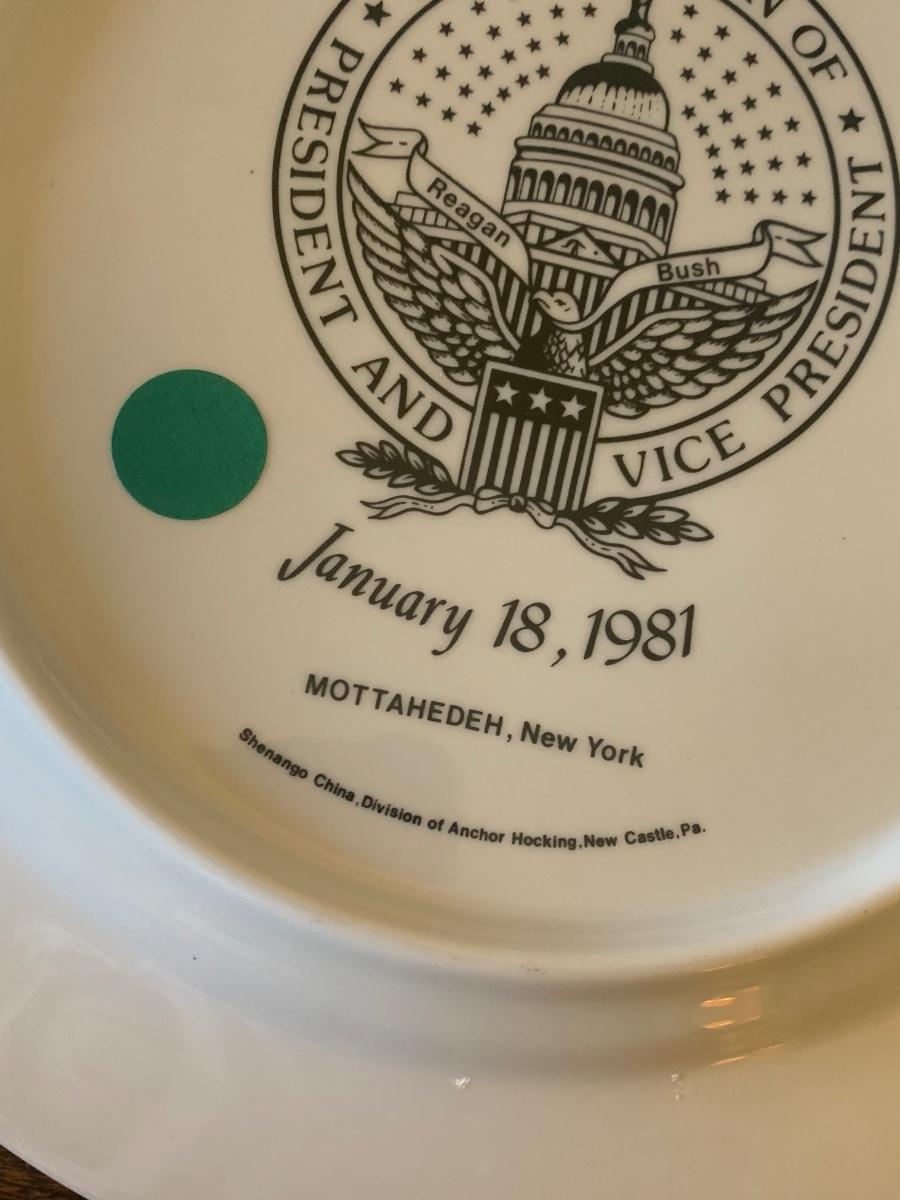 OF
PRESIDENT AND VICE PRESIDENT
Reagan
Bush
January 18, 1981
MOTTAHEDEH, New York
Shenango China, Division of Anchor Hocking, New Castle, Pa.